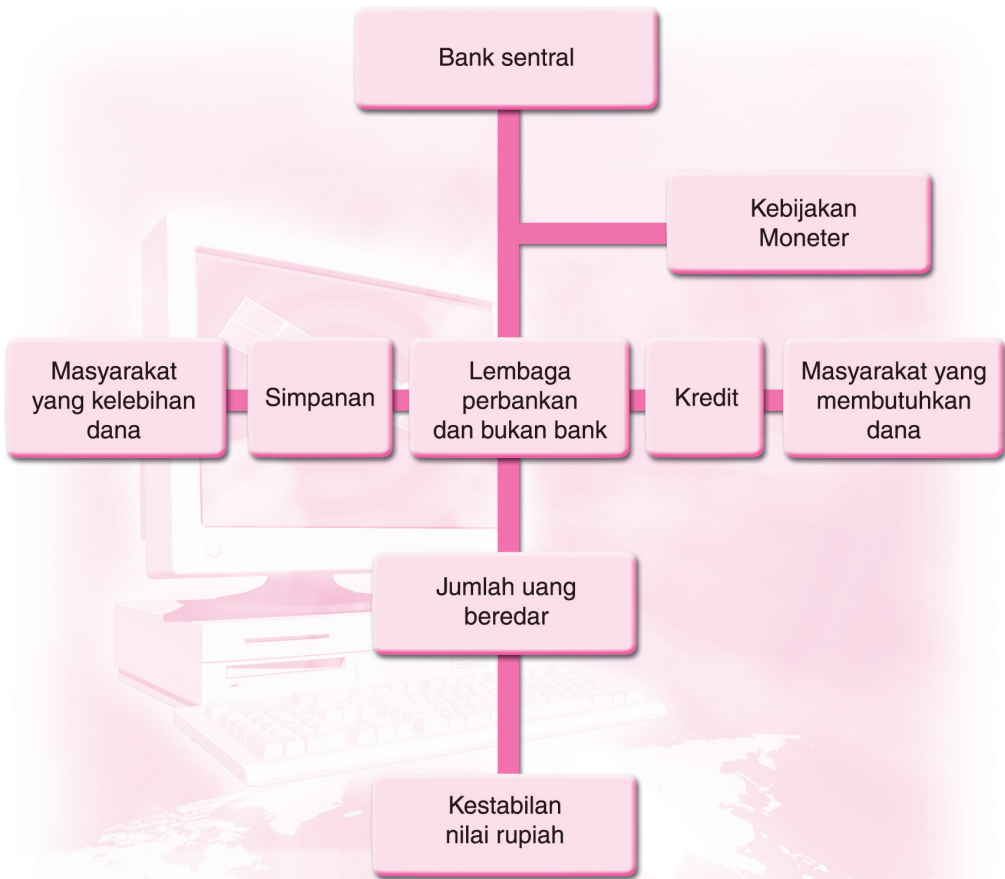 Bank sentral
Kebijakan
Moneter
Masyarakat
yang kelebihan
dana
Simpanan
Lembaga
perbankan
dan bukan bank
Kredit
Masyarakat yang
membutuhkan
dana
Jumlah uang
beredar
Kestabilan
nilai rupiah